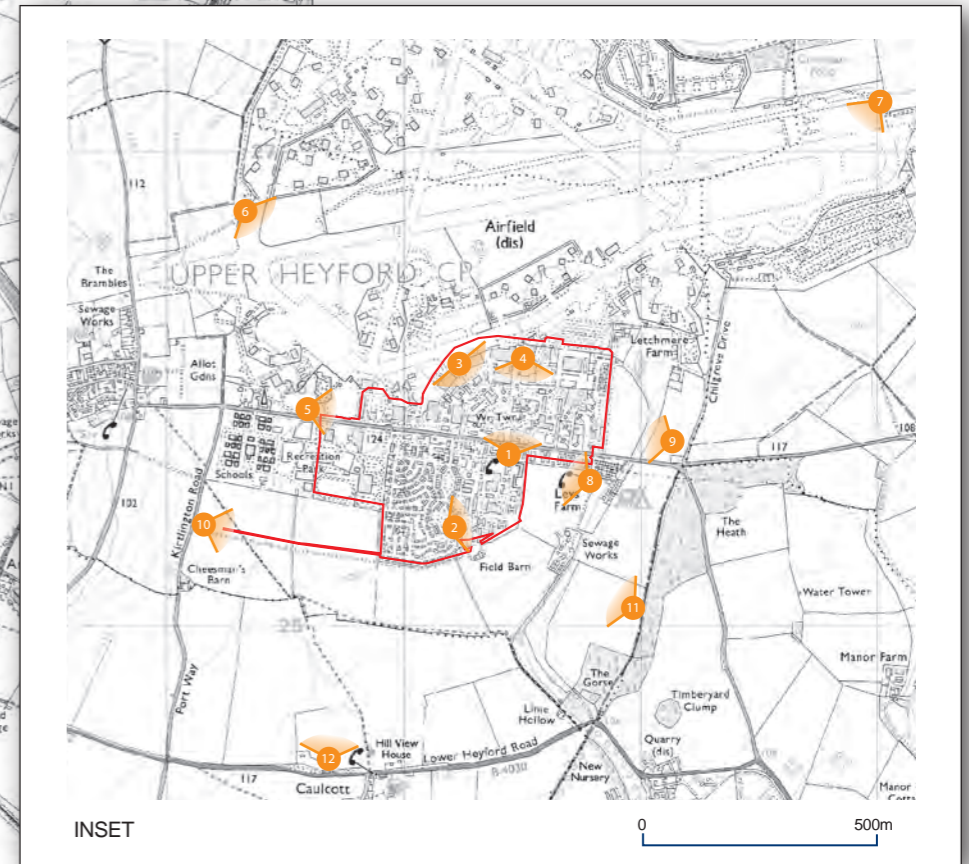 7
112
6
Airfield
(dis)
UPPER HEYFORD CP
The
Brambles
Sewage
Works
Letchmere
Farm
Chilgrove Drive
Allot
Gdns
3
4
5
Wr Twr
124
1
9
117
108
Recreation
Park
Schools
8
Leys
Farm
102
Kirtlington Road
10
2
The
Heath
Sewage
Works
Field Barn
Cheesman's
Barn
Water Tower
11
25
Manor Farm
The
Gorse
Port Way
Timberyard
Clump
Lime
Hollow
Quarry
(dis)
12
Hill View
House
Lower Heyford Road
B 4030
New
Nursery
117
Caulcott
Manor
INSET
0
500m